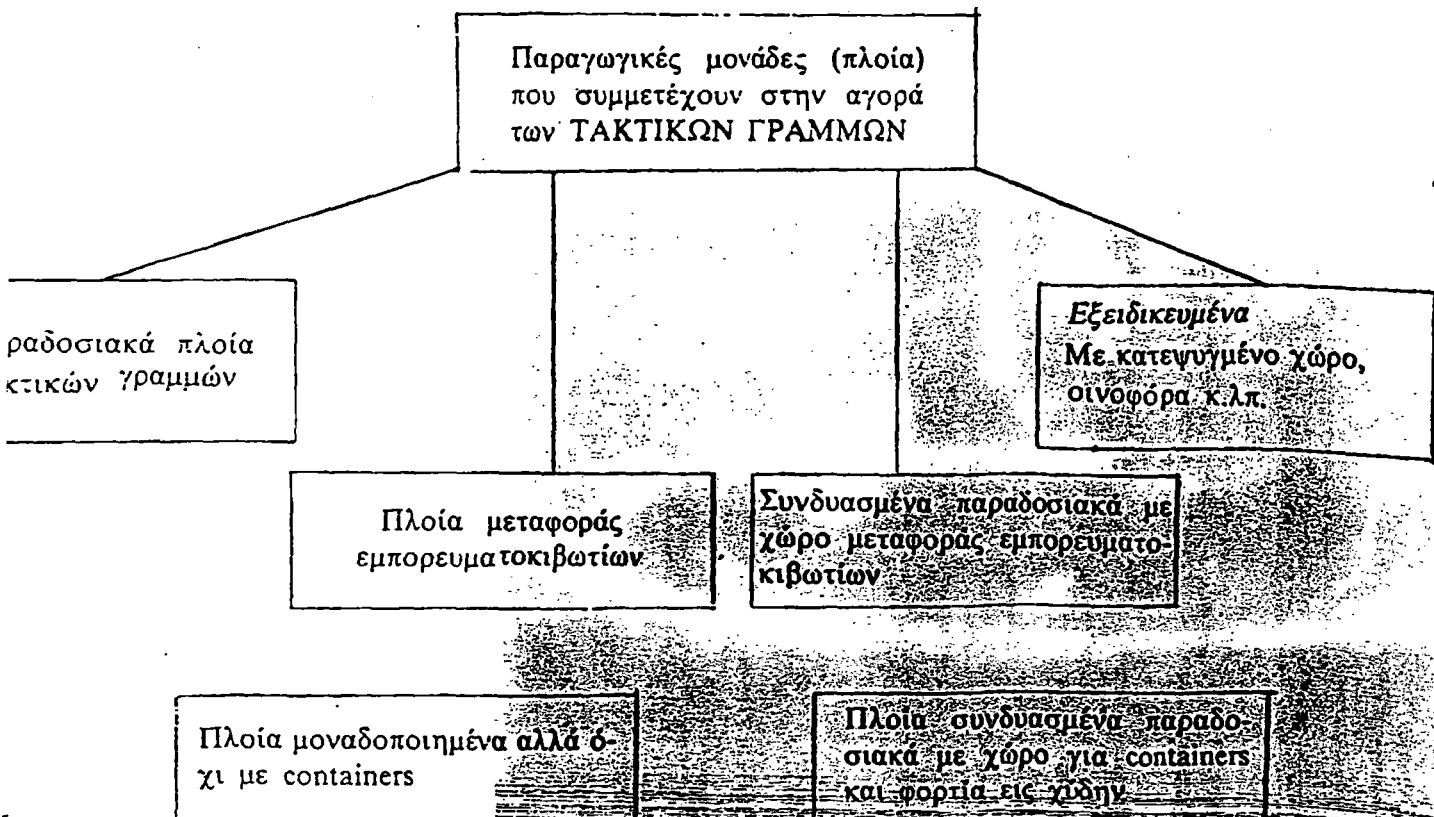 Παραγωγικές μονάδες (πλοία)
που συμμετέχουν στην αγορά
των ΤΑΚΤΙΚΩΝ ΓΡΑΜΜΩΝ
ραδοσιακά πλοία
κτικών γραμμών
Εξειδικευμένα
Με κατεψυγμένο χώρο,
οινοφόρα κ.λπ.
Πλοία μεταφοράς
εμπορευματοκιβωτίων
Συνδυασμένα παραδοσιακά με
χώρο μεταφοράς εμπορευματο-
κιβωτίων
Πλοία μοναδοποιημένα αλλά ό-
χι με containers
Πλοία συνδυασμένα παραδο-
σιακά με χώρο για containers
και φορτία εις χύδην